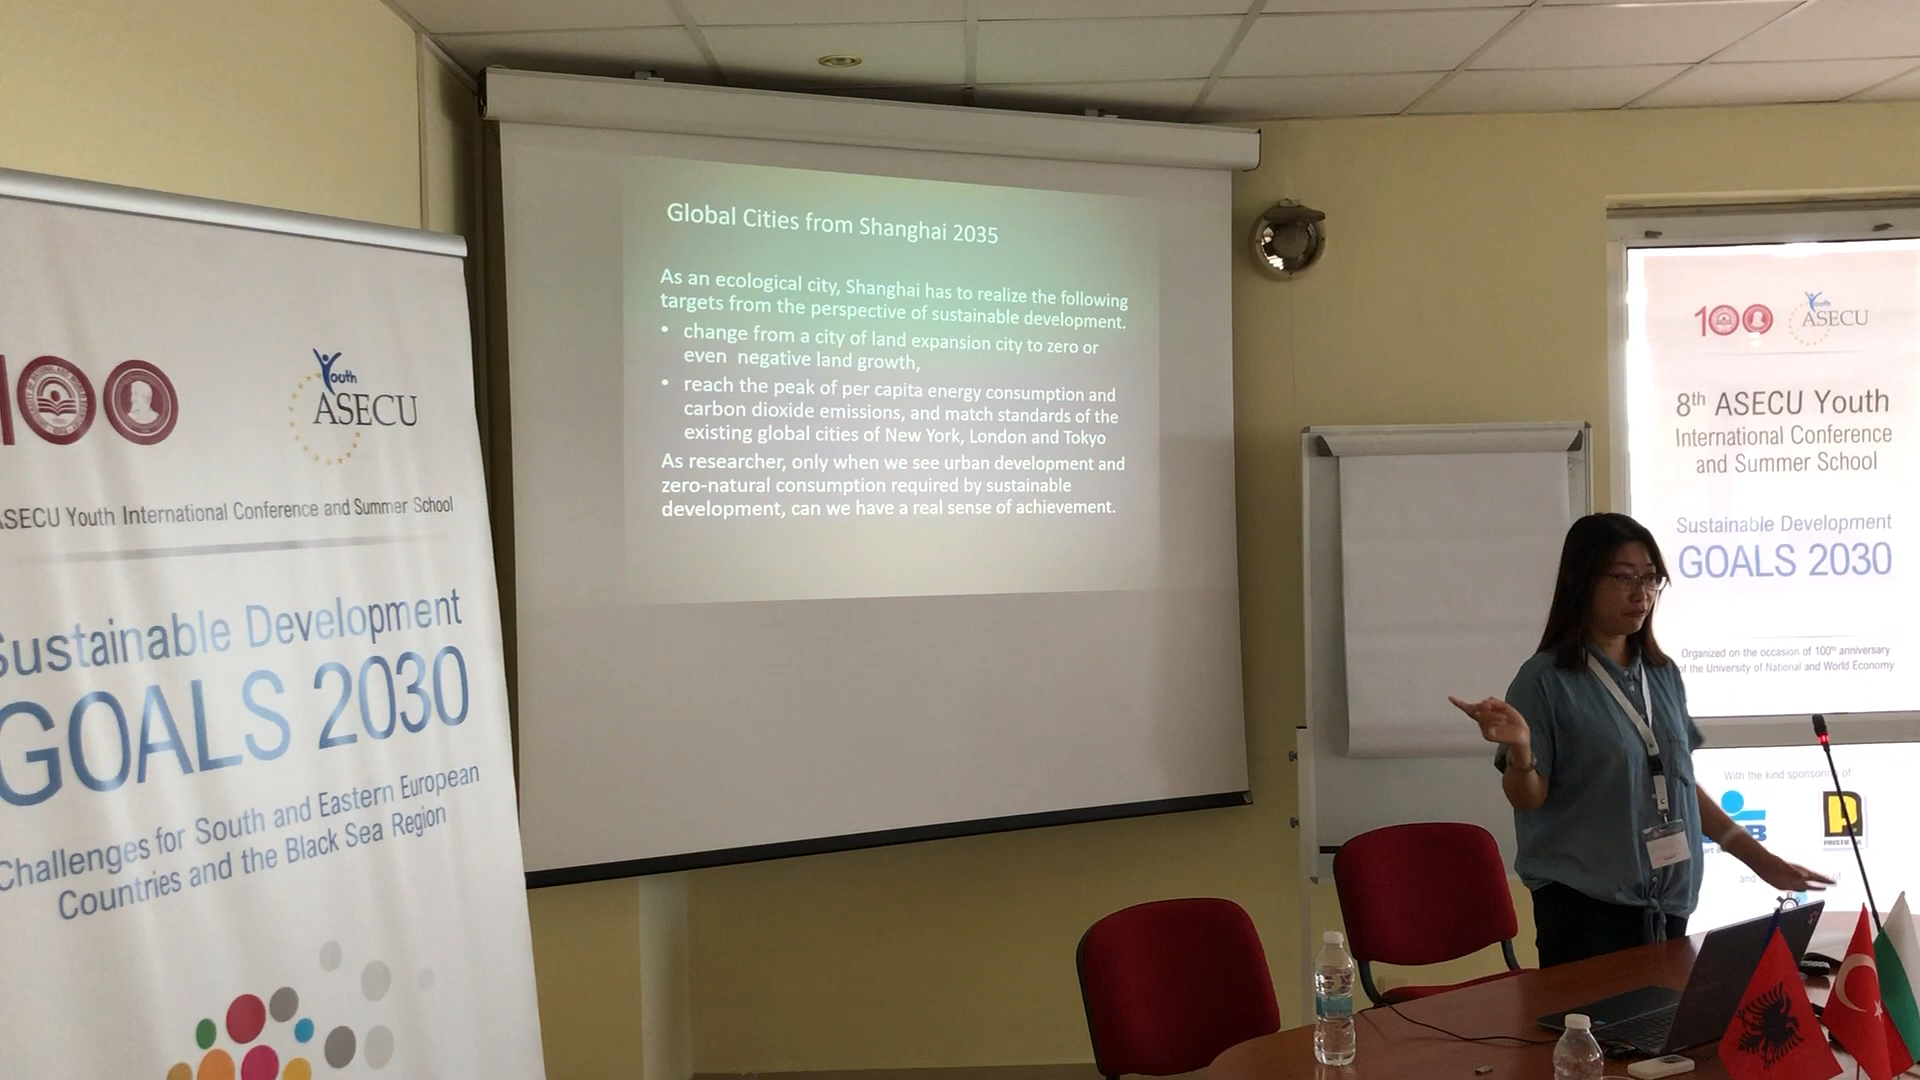 100
Youth
ASECU
ASECU Youth International Conference and Summer School
Sustainable Development
GOALS 2030
Challenges for South and Eastern European
Countries and the Black Sea Region
Global Cities from Shanghai 2035
As an ecological city, Shanghai has to realize the following
targets from the perspective of sustainable development.
• change from a city of land expansion city to zero or
even negative land growth,
• reach the peak of per capita energy consumption and
carbon dioxide emissions, and match standards of the
existing global cities of New York, London and Tokyo
As researcher, only when we see urban development and
zero-natural consumption required by sustainable
development, can we have a real sense of achievement.
100
Youth
ASECU
8th ASECU Youth
International Conference
and Summer School
Sustainable Development
GOALS 2030
Organized on the occasion of 100th anniversary
of the University of National and World Economy
With the kind sponsoring of
and
of